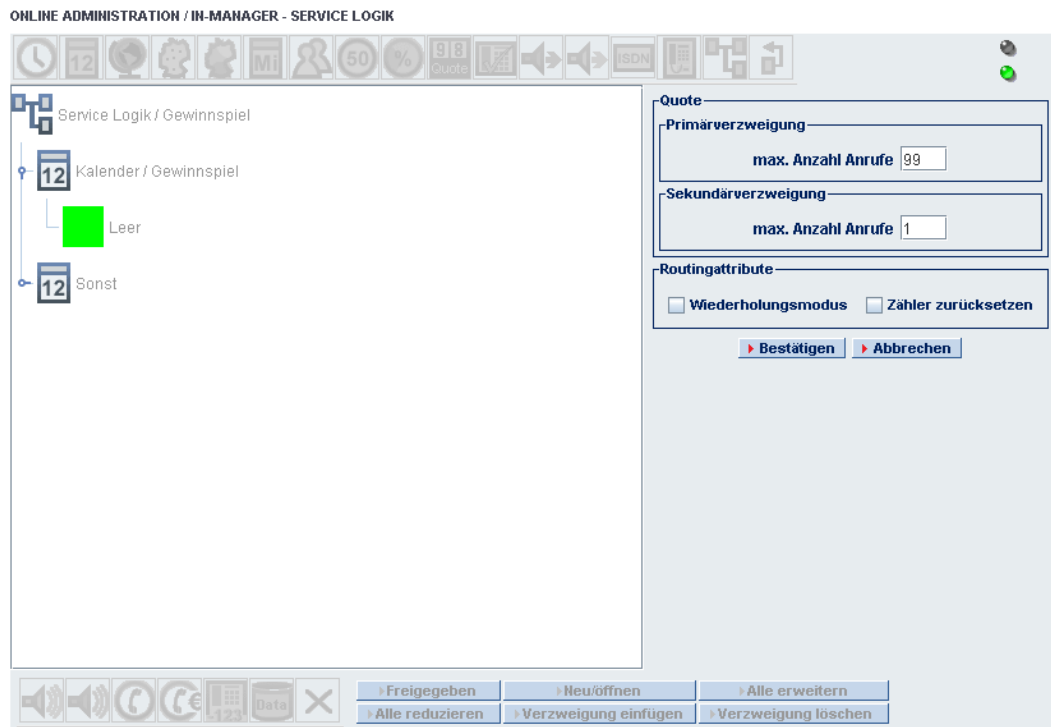 ONLINE ADMINISTRATION / IN-MANAGER - SERVICE LOGIK
12 Mi 50 % 98 Quote ISDN
Service Logik / Gewinnspiel
12 Kalender / Gewinnspiel
Leer
12 Sonst
Quote
Primärverzweigung
max. Anzahl Anrufe 99
Sekundärverzweigung
max. Anzahl Anrufe 1
Routingattribute
Wiederholungsmodus Zähler zurücksetzen
Bestätigen Abbrechen
-123 Data
Freigegeben Neu/öffnen Alle erweitern
Alle reduzieren Verzweigung einfügen Verzweigung löschen